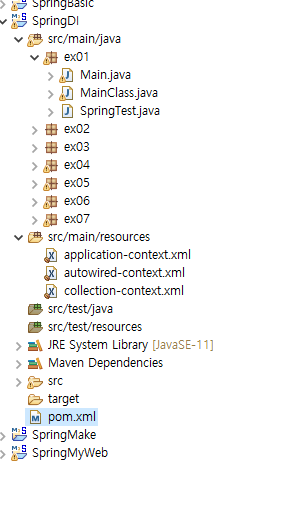 SpringBasic
SpringDI
src/main/java
ex01
Main.java
MainClass.java
SpringTest.java
ex02
ex03
ex04
ex05
ex06
ex07
src/main/resources
application-context.xml
autowired-context.xml
collection-context.xml
src/test/java
src/test/resources
JRE System Library [JavaSE-11]
Maven Dependencies
src
target
pom.xml
SpringMake
SpringMyWeb